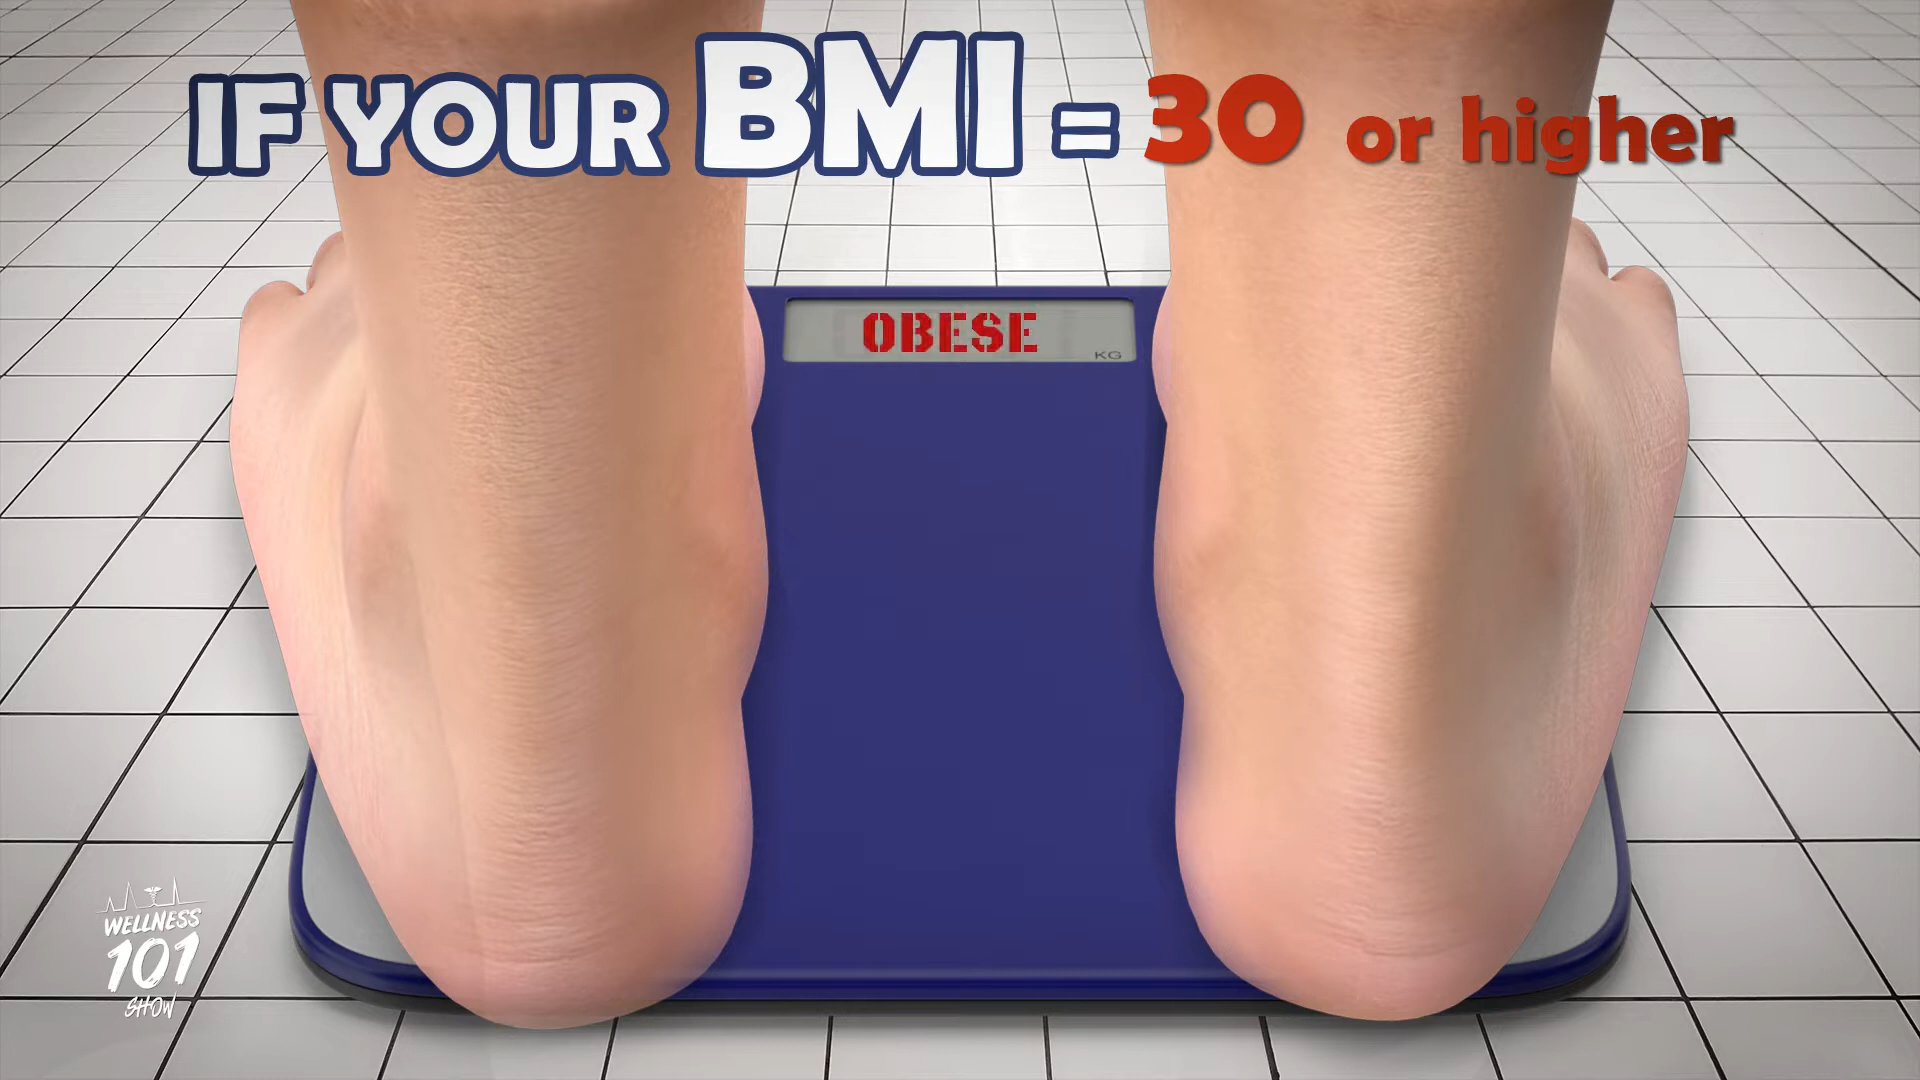 IF YOUR BMI = 30 or higher
OBESE
KG
WELLNESS
101
SHOW